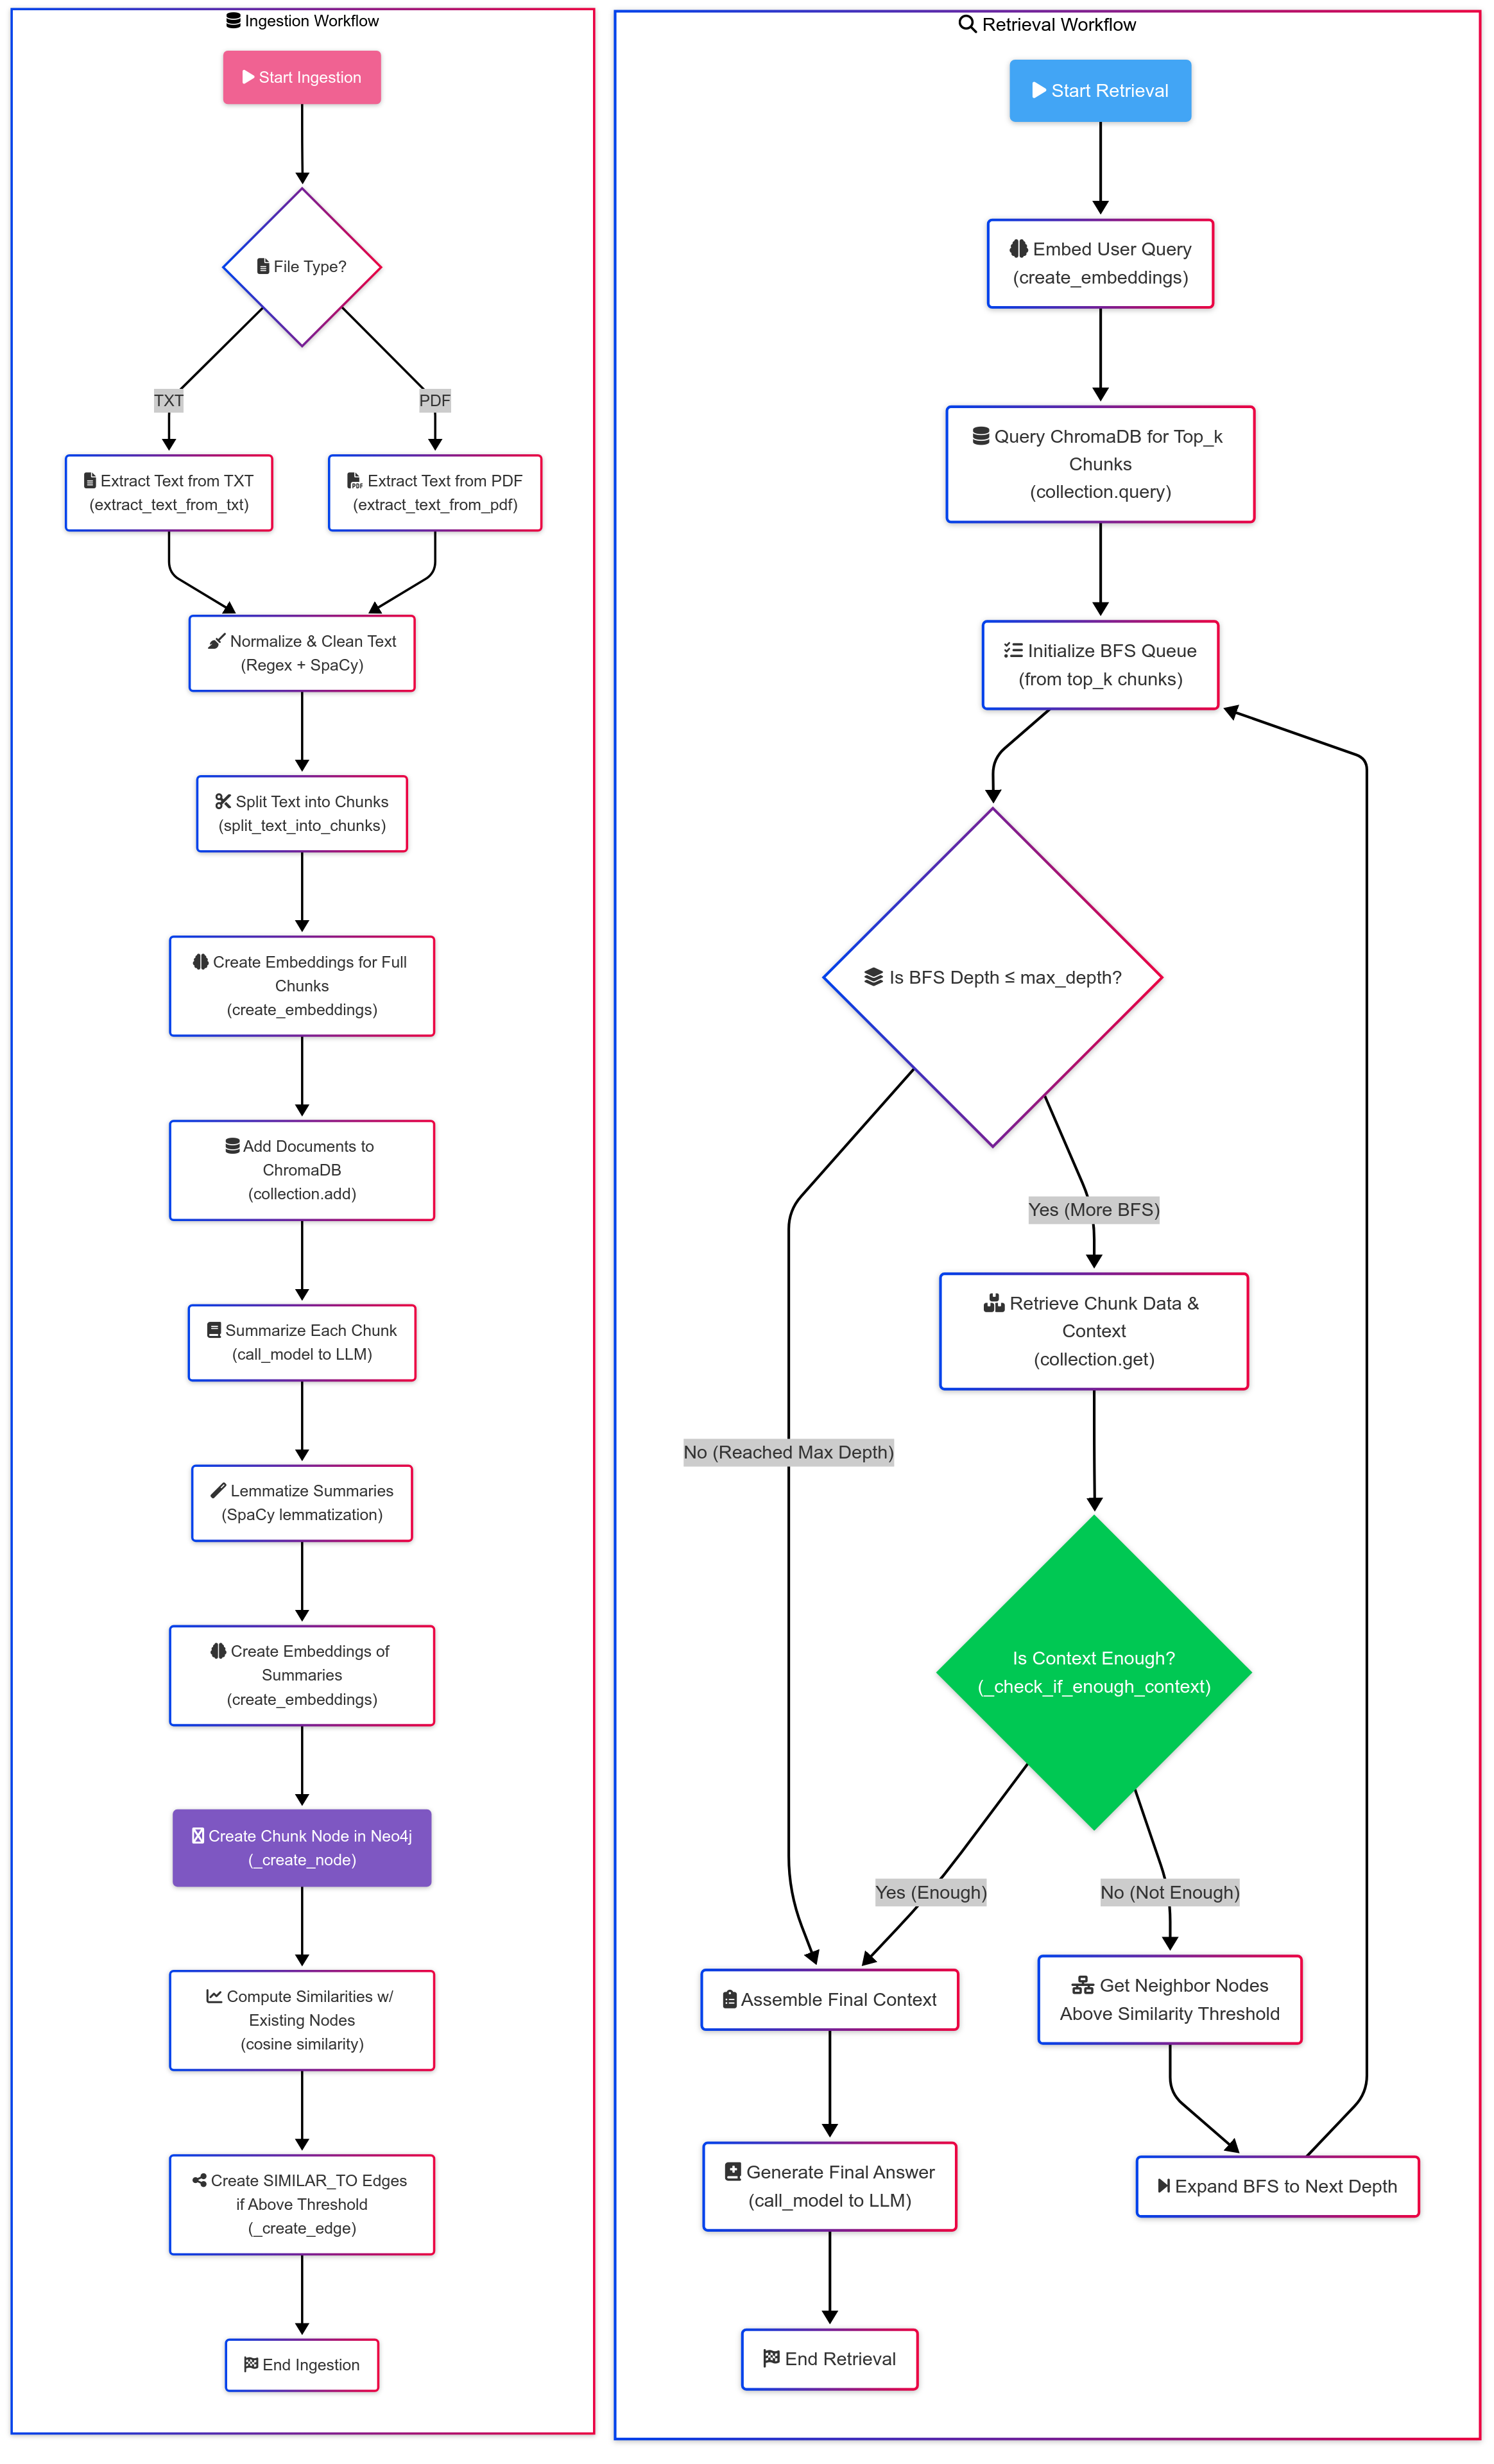 Ingestion Workflow
Start Ingestion
File Type?
TXT
PDF
Extract Text from TXT
(extract_text_from_txt)
Extract Text from PDF
(extract_text_from_pdf)
Normalize & Clean Text
(Regex + SpaCy)
Split Text into Chunks
(split_text_into_chunks)
Create Embeddings for Full
Chunks
(create_embeddings)
Add Documents to
ChromaDB
(collection.add)
Summarize Each Chunk
(call_model to LLM)
Lemmatize Summaries
(SpaCy lemmatization)
Create Embeddings of
Summaries
(create_embeddings)
Create Chunk Node in Neo4j
(_create_node)
Compute Similarities w/
Existing Nodes
(cosine similarity)
Create SIMILAR_TO Edges
if Above Threshold
(_create_edge)
End Ingestion
Retrieval Workflow
Start Retrieval
Embed User Query
(create_embeddings)
Query ChromaDB for Top_k
Chunks
(collection.query)
Initialize BFS Queue
(from top_k chunks)
Is BFS Depth ≤ max_depth?
Yes (More BFS)
Retrieve Chunk Data &
Context
(collection.get)
No (Reached Max Depth)
Is Context Enough?
(_check_if_enough_context)
Yes (Enough)
No (Not Enough)
Assemble Final Context
Get Neighbor Nodes
Above Similarity Threshold
Generate Final Answer
(call_model to LLM)
Expand BFS to Next Depth
End Retrieval